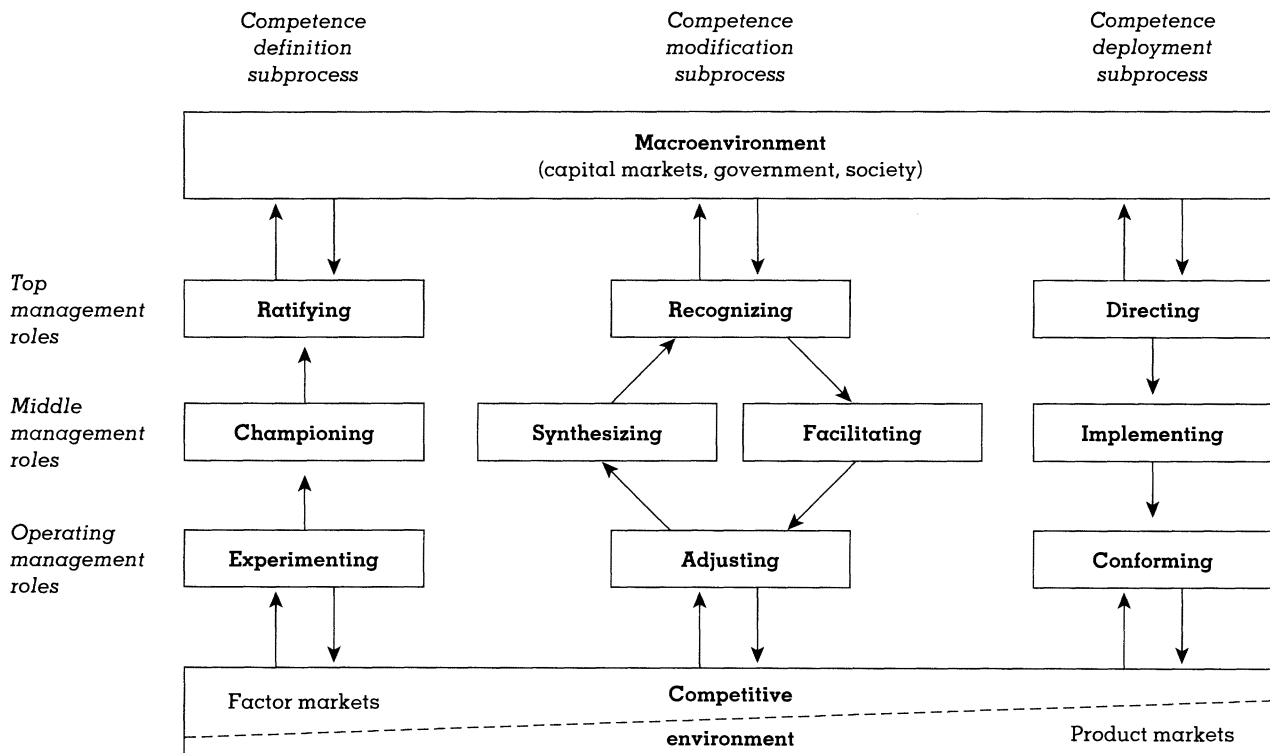 Competence
definition
subprocess
Competence
modification
subprocess
Competence
deployment
subprocess
Macroenvironment
(capital markets, government, society)
Top
management
roles
Ratifying
Recognizing
Directing
Middle
management
roles
Championing
Synthesizing
Facilitating
Implementing
Operating
management
roles
Experimenting
Adjusting
Conforming
Factor markets
Competitive
environment
Product markets